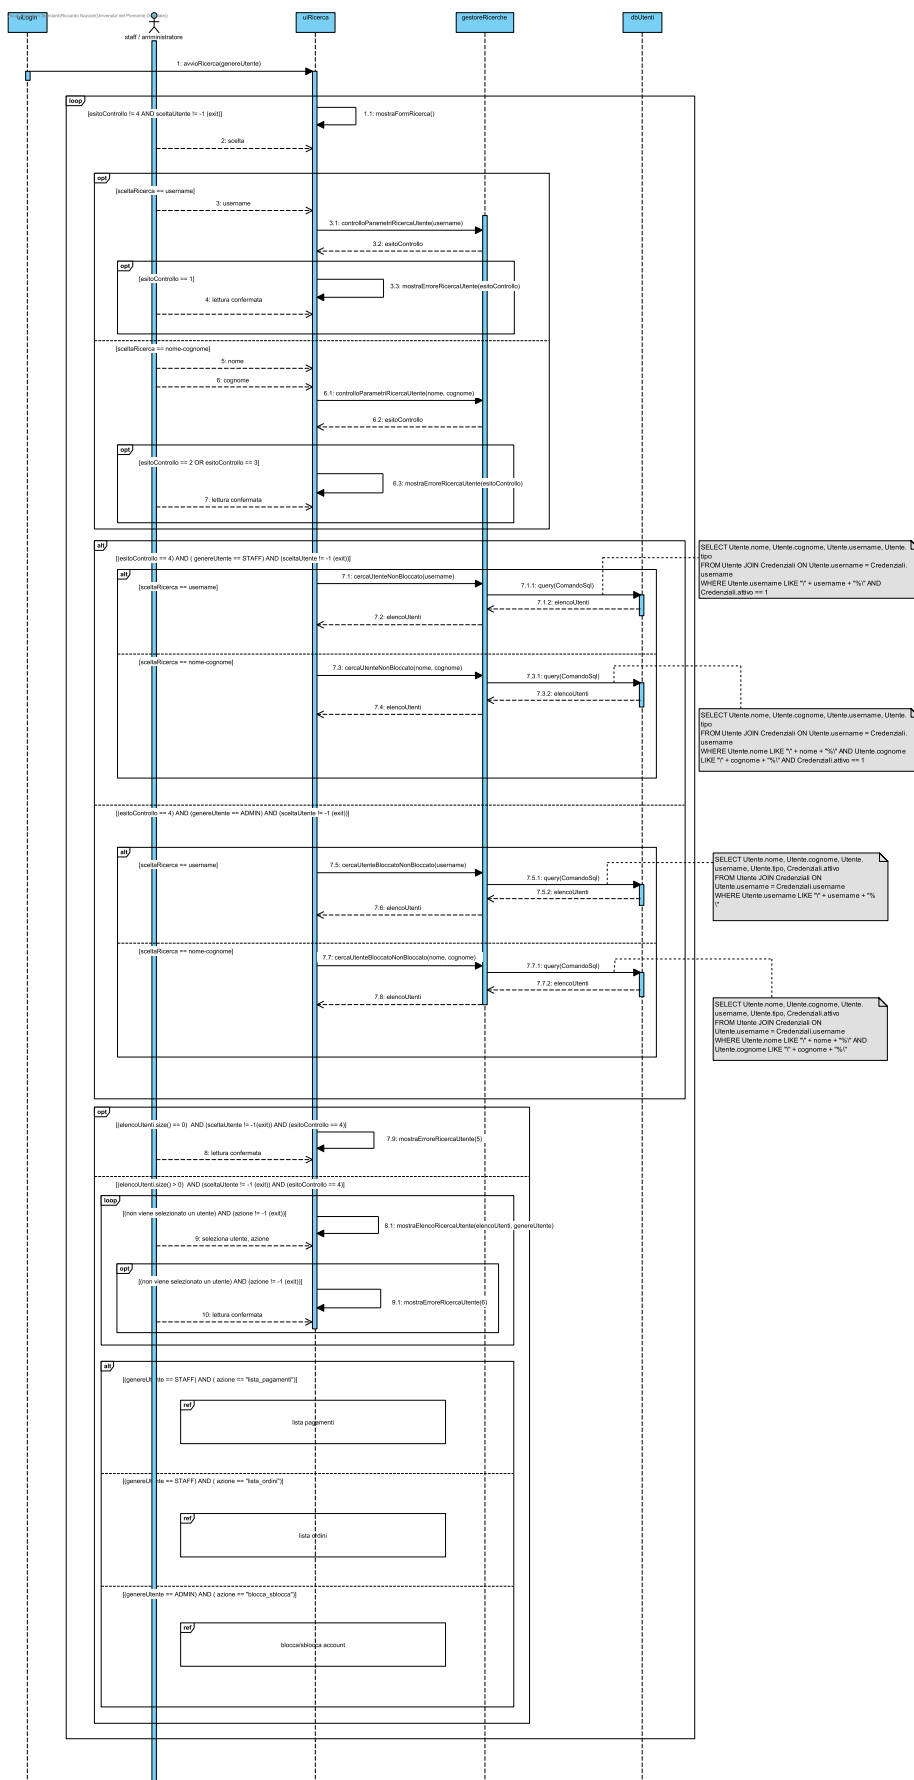 uiLogin
uiRicerca
gestoreRicerche
dbUtenti
staff / amministratore
1: avvioRicerca(genereUtente)
loop
[esitoControllo != 4 AND sceltaUtente != -1 (exit)]
1.1: mostraFormRicerca()
2: scelta
opt
[sceltaRicerca == username]
3: username
3.1: controlloParametriRicercaUtente(username)
3.2: esitoControllo
opt
[esitoControllo == 1]
3.3: mostraErroreRicercaUtente(esitoControllo)
4: lettura confermata
[sceltaRicerca == nome-cognome]
5: nome
6: cognome
6.1: controlloParametriRicercaUtente(nome, cognome)
6.2: esitoControllo
opt
[esitoControllo == 2 OR esitoControllo == 3]
6.3: mostraErroreRicercaUtente(esitoControllo)
7: lettura confermata
alt
[(esitoControllo == 4) AND ( genereUtente == STAFF) AND (sceltaUtente != -1 (exit))]
SELECT Utente.nome, Utente.cognome, Utente.username, Utente.
tipo
FROM Utente JOIN Credenziali ON Utente.username = Credenziali.
username
WHERE Utente.username LIKE "\" + username + "%\" AND
Credenziali.attivo == 1
alt
[sceltaRicerca == username]
7.1: cercaUtenteNonBloccato(username)
7.1.1: query(ComandoSql)
7.1.2: elencoUtenti
7.2: elencoUtenti
[sceltaRicerca == nome-cognome]
7.3: cercaUtenteNonBloccato(nome, cognome)
7.3.1: query(ComandoSql)
7.3.2: elencoUtenti
7.4: elencoUtenti
SELECT Utente.nome, Utente.cognome, Utente.username, Utente.
tipo
FROM Utente JOIN Credenziali ON Utente.username = Credenziali.
username
WHERE Utente.nome LIKE "\" + nome + "%\" AND Utente.cognome
LIKE "\" + cognome + "%\" AND Credenziali.attivo == 1
[(esitoControllo == 4) AND (genereUtente == ADMIN) AND (sceltaUtente != -1 (exit))]
alt
[sceltaRicerca == username]
7.5: cercaUtenteBloccatoNonBloccato(username)
7.5.1: query(ComandoSql)
7.5.2: elencoUtenti
7.6: elencoUtenti
SELECT Utente.nome, Utente.cognome, Utente.
username, Utente.tipo, Credenziali.attivo
FROM Utente JOIN Credenziali ON
Utente.username = Credenziali.username
WHERE Utente.username LIKE "\" + username + "%
\"
[sceltaRicerca == nome-cognome]
7.7: cercaUtenteBloccatoNonBloccato(nome, cognome)
7.7.1: query(ComandoSql)
7.7.2: elencoUtenti
7.8: elencoUtenti
SELECT Utente.nome, Utente.cognome, Utente.
username, Utente.tipo, Credenziali.attivo
FROM Utente JOIN Credenziali ON
Utente.username = Credenziali.username
WHERE Utente.nome LIKE "\" + nome + "%\" AND
Utente.cognome LIKE "\" + cognome + "%\"
opt
[(elencoUtenti.size() == 0) AND (sceltaUtente != -1(exit)) AND (esitoControllo == 4)]
7.9: mostraErroreRicercaUtente(5)
8: lettura confermata
[(elencoUtenti.size() > 0) AND (sceltaUtente != -1 (exit)) AND (esitoControllo == 4)]
loop
[(non viene selezionato un utente) AND (azione != -1 (exit))]
8.1: mostraElencoRicercaUtente(elencoUtenti, genereUtente)
9: seleziona utente, azione
opt
[(non viene selezionato un utente) AND (azione != -1 (exit))]
9.1: mostraErroreRicercaUtente(6)
10: lettura confermata
alt
[(genereUtente == STAFF) AND ( azione == "lista_pagamenti")]
ref
lista pagamenti
[(genereUtente == STAFF) AND ( azione == "lista_ordini")]
ref
lista ordini
[(genereUtente == ADMIN) AND ( azione == "blocca_sblocca")]
ref
blocca/sblocca account